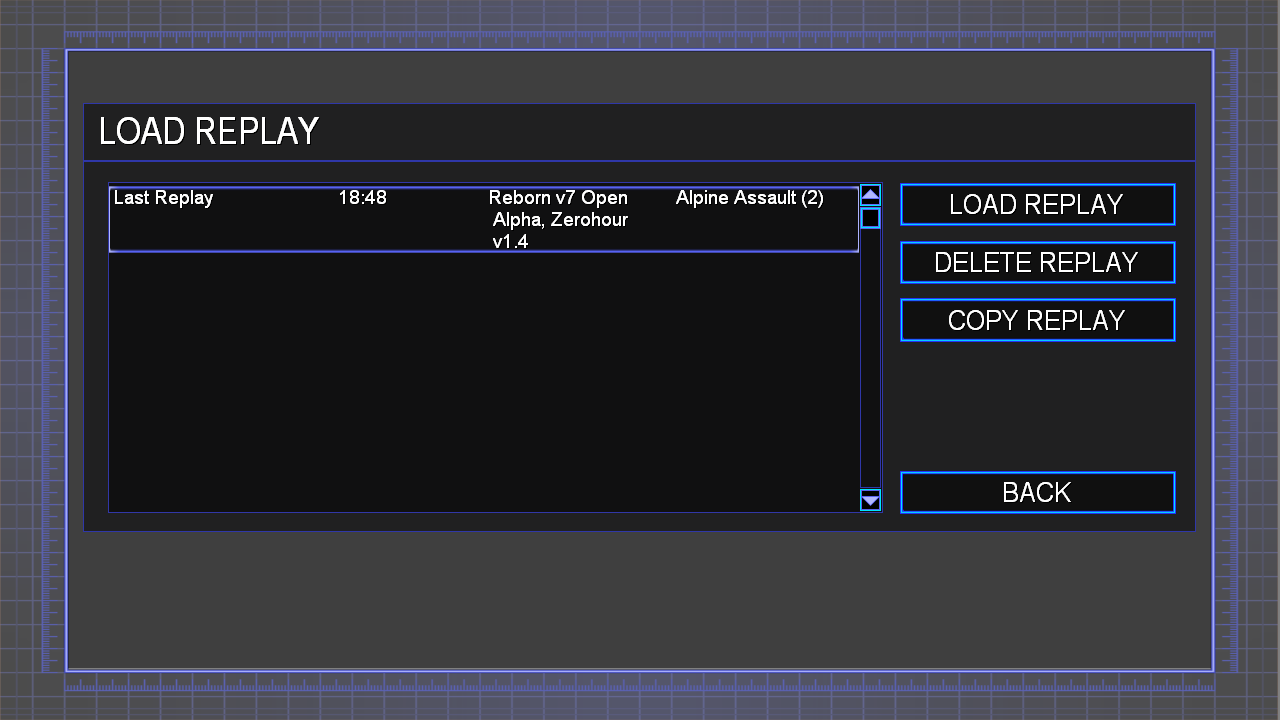 LOAD REPLAY
Last Replay 18:48 Reborn v7 Open Alpine Assault (2)
Alpha, Zerohour
v1.4
LOAD REPLAY
DELETE REPLAY
COPY REPLAY
BACK